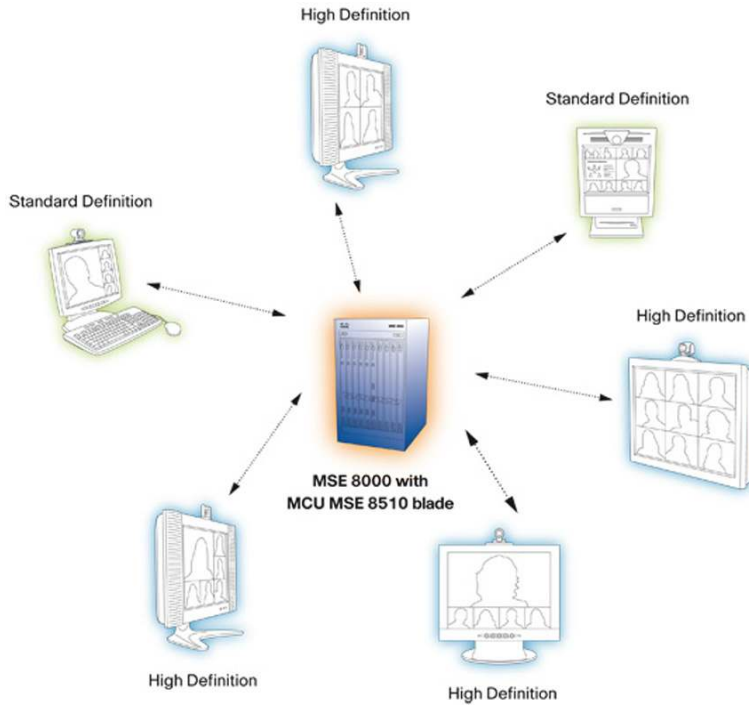 High Definition
Standard Definition
Standard Definition
High Definition
MSE 8000 with
MCU MSE 8510 blade
High Definition
High Definition